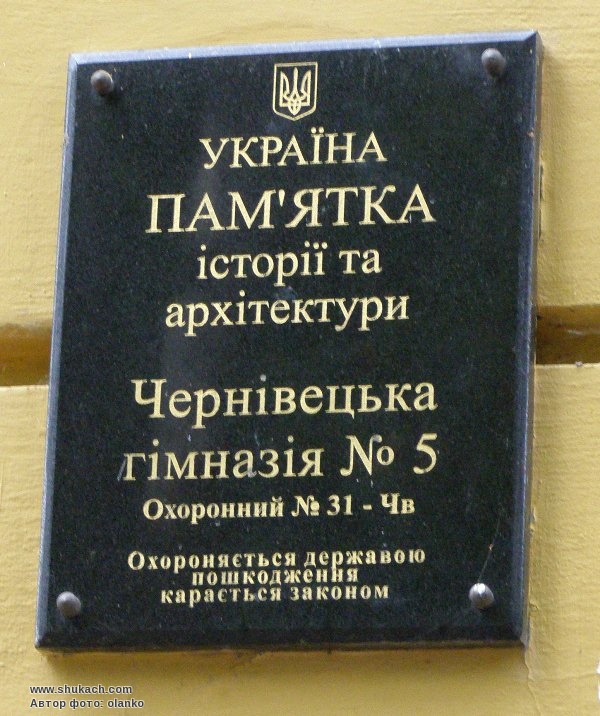 УКРАЇНА
ПАМ'ЯТКА
історії та
архітектури
Чернівецька
гімназія № 5
Охоронний № 31 - Чв
Охороняється державою
пошкодження
карається законом
www.shukach.com
Автор фото: olanko